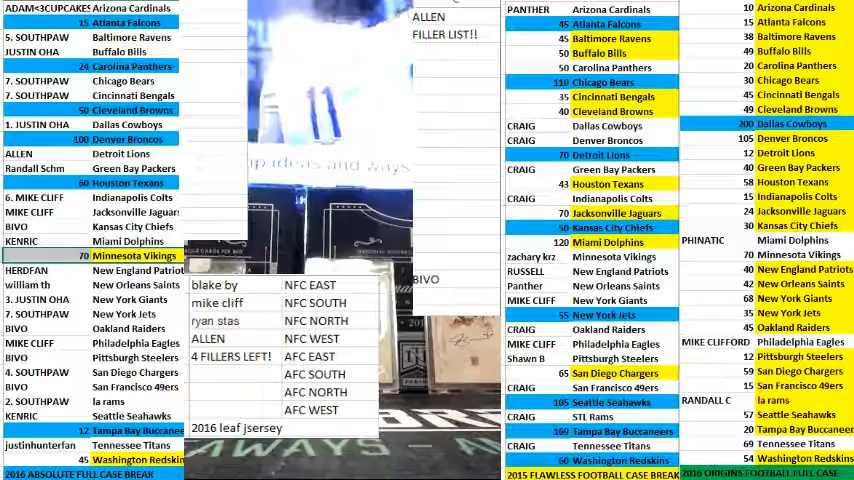 ADAM<3CUPCAKES Arizona Cardinals
15 Atlanta Falcons
5. SOUTHPAW Baltimore Ravens
JUSTIN OHA Buffalo Bills
24 Carolina Panthers
7. SOUTHPAW Chicago Bears
7. SOUTHPAW Cincinnati Bengals
50 Cleveland Browns
1. JUSTIN OHA Dallas Cowboys
100 Denver Broncos
ALLEN Detroit Lions
Randall Schm Green Bay Packers
60 Houston Texans
6. MIKE CLIFF Indianapolis Colts
MIKE CLIFF Jacksonville Jaguars
BIVO Kansas City Chiefs
KENRIC Miami Dolphins
70 Minnesota Vikings
HERDFAN New England Patriot
william th New Orleans Saints
3. JUSTIN OHA New York Giants
7. SOUTHPAW New York Jets
BIVO Oakland Raiders
MIKE CLIFF Philadelphia Eagles
BIVO Pittsburgh Steelers
4. SOUTHPAW San Diego Chargers
BIVO San Francisco 49ers
2. SOUTHPAW la rams
KENRIC Seattle Seahawks
12 Tampa Bay Buccanee
justinhunterfan Tennessee Titans
45 Washington Redskin
2016 ABSOLUTE FULL CASE BREAK
ideas and ways
blake by NFC EAST
mike cliff NFC SOUTH
ryan stas NFC NORTH
ALLEN NFC WEST
4 FILLERS LEFT! AFC EAST
AFC SOUTH
AFC NORTH
AFC WEST
2016 leaf jsersey
ALWAYS
ALLEN
FILLER LIST!!
BIVO
PANTHER Arizona Cardinals
45 Atlanta Falcons
45 Baltimore Ravens
50 Buffalo Bills
50 Carolina Panthers
110 Chicago Bears
35 Cincinnati Bengals
40 Cleveland Browns
CRAIG Dallas Cowboys
CRAIG Denver Broncos
70 Detroit Lions
CRAIG Green Bay Packers
43 Houston Texans
CRAIG Indianapolis Colts
70 Jacksonville Jaguars
50 Kansas City Chiefs
120 Miami Dolphins
zachary krz Minnesota Vikings
RUSSELL New England Patriots
Panther New Orleans Saints
MIKE CLIFF New York Giants
55 New York Jets
CRAIG Oakland Raiders
MIKE CLIFF Philadelphia Eagles
Shawn B Pittsburgh Steelers
65 San Diego Chargers
CRAIG San Francisco 49ers
105 Seattle Seahawks
CRAIG STL Rams
169 Tampa Bay Buccaneers
CRAIG Tennessee Titans
60 Washington Redskins
2015 FLAWLESS FOOTBALL CASE BREAK
10 Arizona Cardinals
15 Atlanta Falcons
38 Baltimore Ravens
49 Buffalo Bills
20 Carolina Panthers
30 Chicago Bears
45 Cincinnati Bengals
49 Cleveland Browns
200 Dallas Cowboys
105 Denver Broncos
12 Detroit Lions
40 Green Bay Packers
58 Houston Texans
15 Indianapolis Colts
24 Jacksonville Jaguars
30 Kansas City Chiefs
PHINATIC Miami Dolphins
70 Minnesota Vikings
40 New England Patriots
42 New Orleans Saints
68 New York Giants
35 New York Jets
45 Oakland Raiders
MIKE CLIFFORD Philadelphia Eagles
12 Pittsburgh Steelers
59 San Diego Chargers
15 San Francisco 49ers
RANDALL C la rams
57 Seattle Seahawks
20 Tampa Bay Buccaneers
69 Tennessee Titans
54 Washington Redskins
2016 ORIGINS FOOTBALL FULL CASE